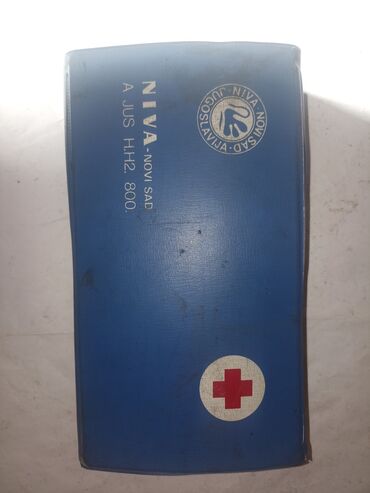 NIVA · NOVI SAD · JUGOSLAVIJA ·
NIVA - NOVI SAD
A JUS H.H2. 800.